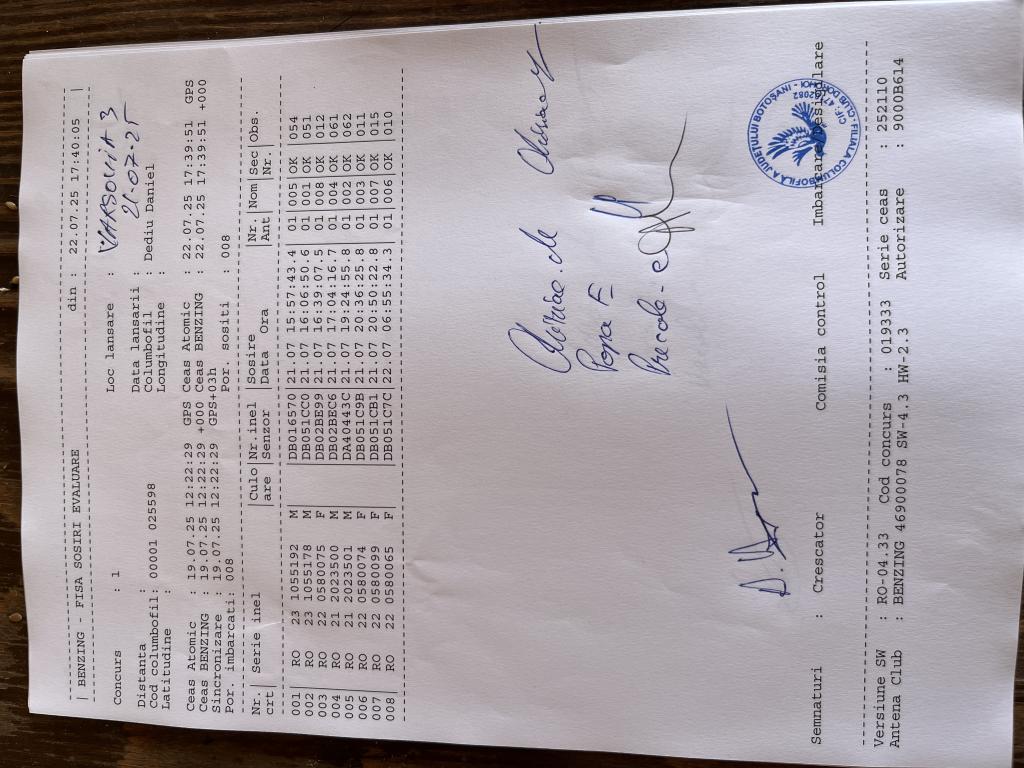 | BENZING - FISA SOSIRI EVALUARE din : 22.07.25 17:40:05 |
Concurs : 1 Loc lansare : VARSOVIA 3
Distanta : Data lansarii : 21-07-25
Cod columbofil: 00001 025598 Columbofil : Dediu Daniel
Latitudine : Longitudine :
Ceas Atomic : 19.07.25 12:22:29 GPS Ceas Atomic : 22.07.25 17:39:51 GPS
Ceas BENZING : 19.07.25 12:22:29 +000 Ceas BENZING : 22.07.25 17:39:51 +000
Sincronizare : 19.07.25 12:22:29 GPS+03h
Por. imbarcati: 008 Por. sositi : 008
Nr. | Serie inel |Culo|Nr.inel |Sosire |Nr. |Nom |Sec|Obs.
crt |are |Senzor |Data Ora |Ant | |Nr.|
001| RO 23 1055192 M |DB016570|21.07 15:57:43.4|01 |005|OK |054
002| RO 23 1055178 M |DB051CC0|21.07 16:06:50.6|01 |001|OK |051
003| RO 22 0580075 F |DB02BE99|21.07 16:39:07.5|01 |008|OK |012
004| RO 21 2023500 M |DB02BEC6|21.07 17:04:16.7|01 |004|OK |061
005| RO 21 2023501 M |DA40443C|21.07 19:24:55.8|01 |002|OK |062
006| RO 22 0580074 F |DB051C9B|21.07 20:36:25.8|01 |003|OK |011
007| RO 22 0580099 F |DB051CB1|21.07 20:50:22.8|01 |007|OK |015
008| RO 22 0580065 F |DB051C7C|22.07 06:55:34.3|01 |006|OK |010
Popa F
Semnaturi : Crescator Comisia control Imbarcare/Desigilare
FILIALA COLUMBOFILĂ A JUDEŢULUI BOTOŞANI - CLUB DOROHOI
Versiune SW : RO-04.33 Cod concurs : 019333 Serie ceas : 252110
Antena Club : BENZING 46900078 SW-4.3 HW-2.3 Autorizare : 9000B614